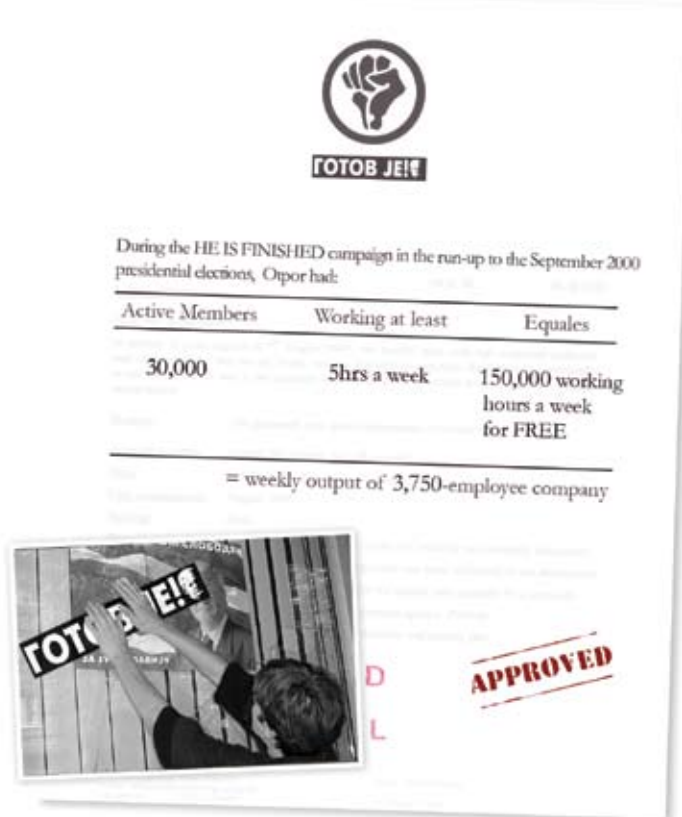 ГОТОВ ЈЕ!
During the HE IS FINISHED campaign in the run-up to the September 2000
presidential elections, Otpor had:
Active Members Working at least Equales
30,000 5hrs a week 150,000 working
hours a week
for FREE
= weekly output of 3,750-employee company
ГОТОВ ЈЕ!
D
L
APPROVED